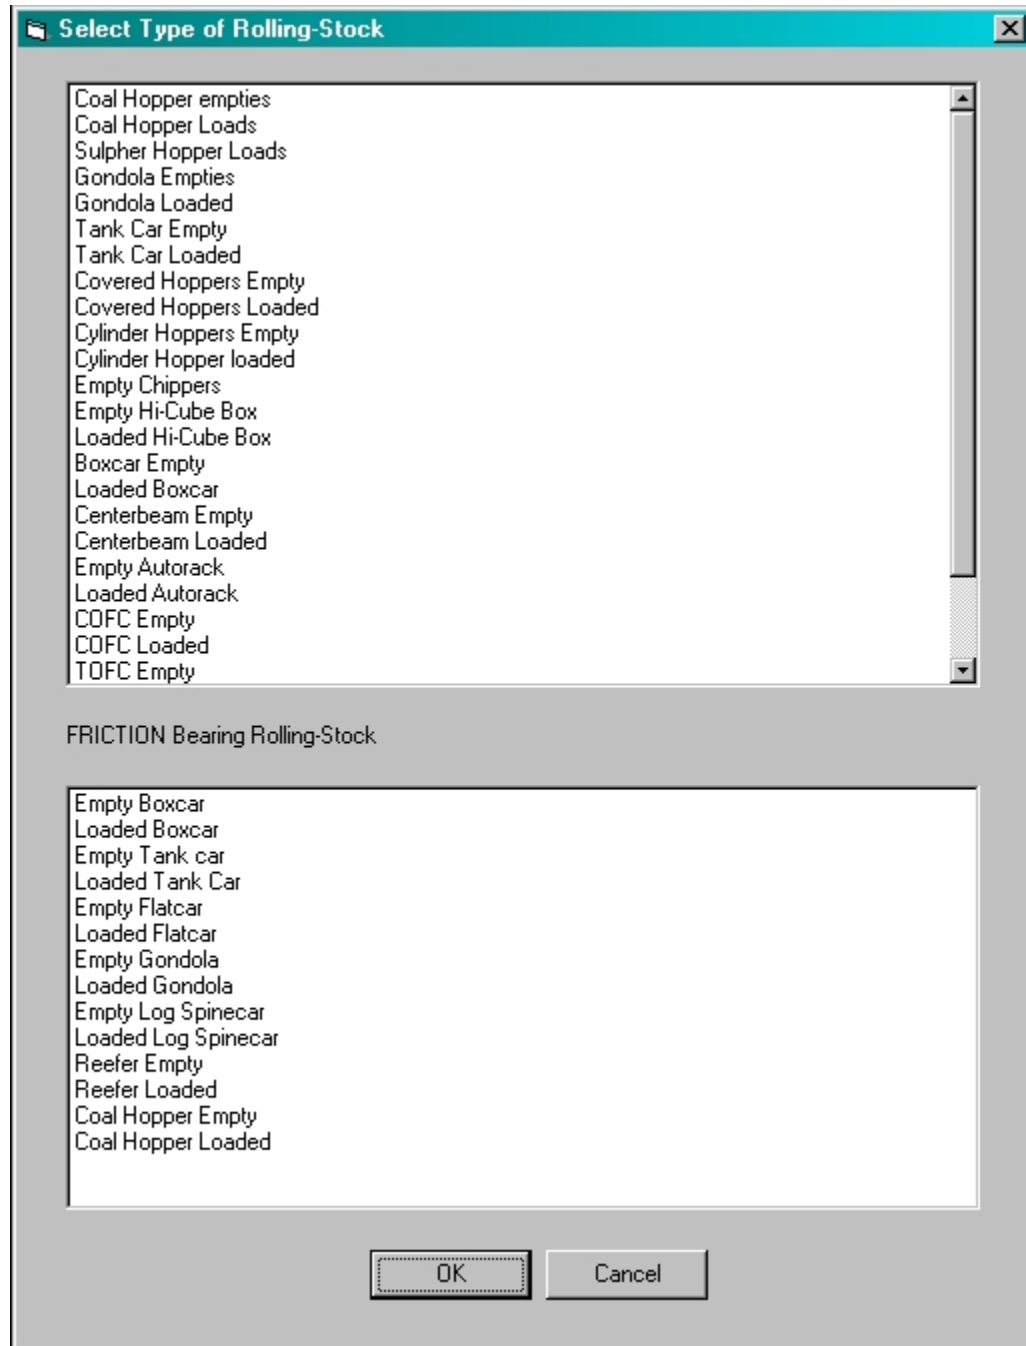 Select Type of Rolling-Stock
Coal Hopper empties
Coal Hopper Loads
Sulpher Hopper Loads
Gondola Empties
Gondola Loaded
Tank Car Empty
Tank Car Loaded
Covered Hoppers Empty
Covered Hoppers Loaded
Cylinder Hoppers Empty
Cylinder Hopper loaded
Empty Chippers
Empty Hi-Cube Box
Loaded Hi-Cube Box
Boxcar Empty
Loaded Boxcar
Centerbeam Empty
Centerbeam Loaded
Empty Autorack
Loaded Autorack
COFC Empty
COFC Loaded
TOFC Empty
FRICTION Bearing Rolling-Stock
Empty Boxcar
Loaded Boxcar
Empty Tank car
Loaded Tank Car
Empty Flatcar
Loaded Flatcar
Empty Gondola
Loaded Gondola
Empty Log Spinecar
Loaded Log Spinecar
Reefer Empty
Reefer Loaded
Coal Hopper Empty
Coal Hopper Loaded
OK Cancel